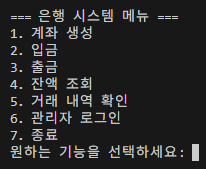 === 은행 시스템 메뉴 ===
1. 계좌 생성
2. 입금
3. 출금
4. 잔액 조회
5. 거래 내역 확인
6. 관리자 로그인
7. 종료
원하는 기능을 선택하세요: